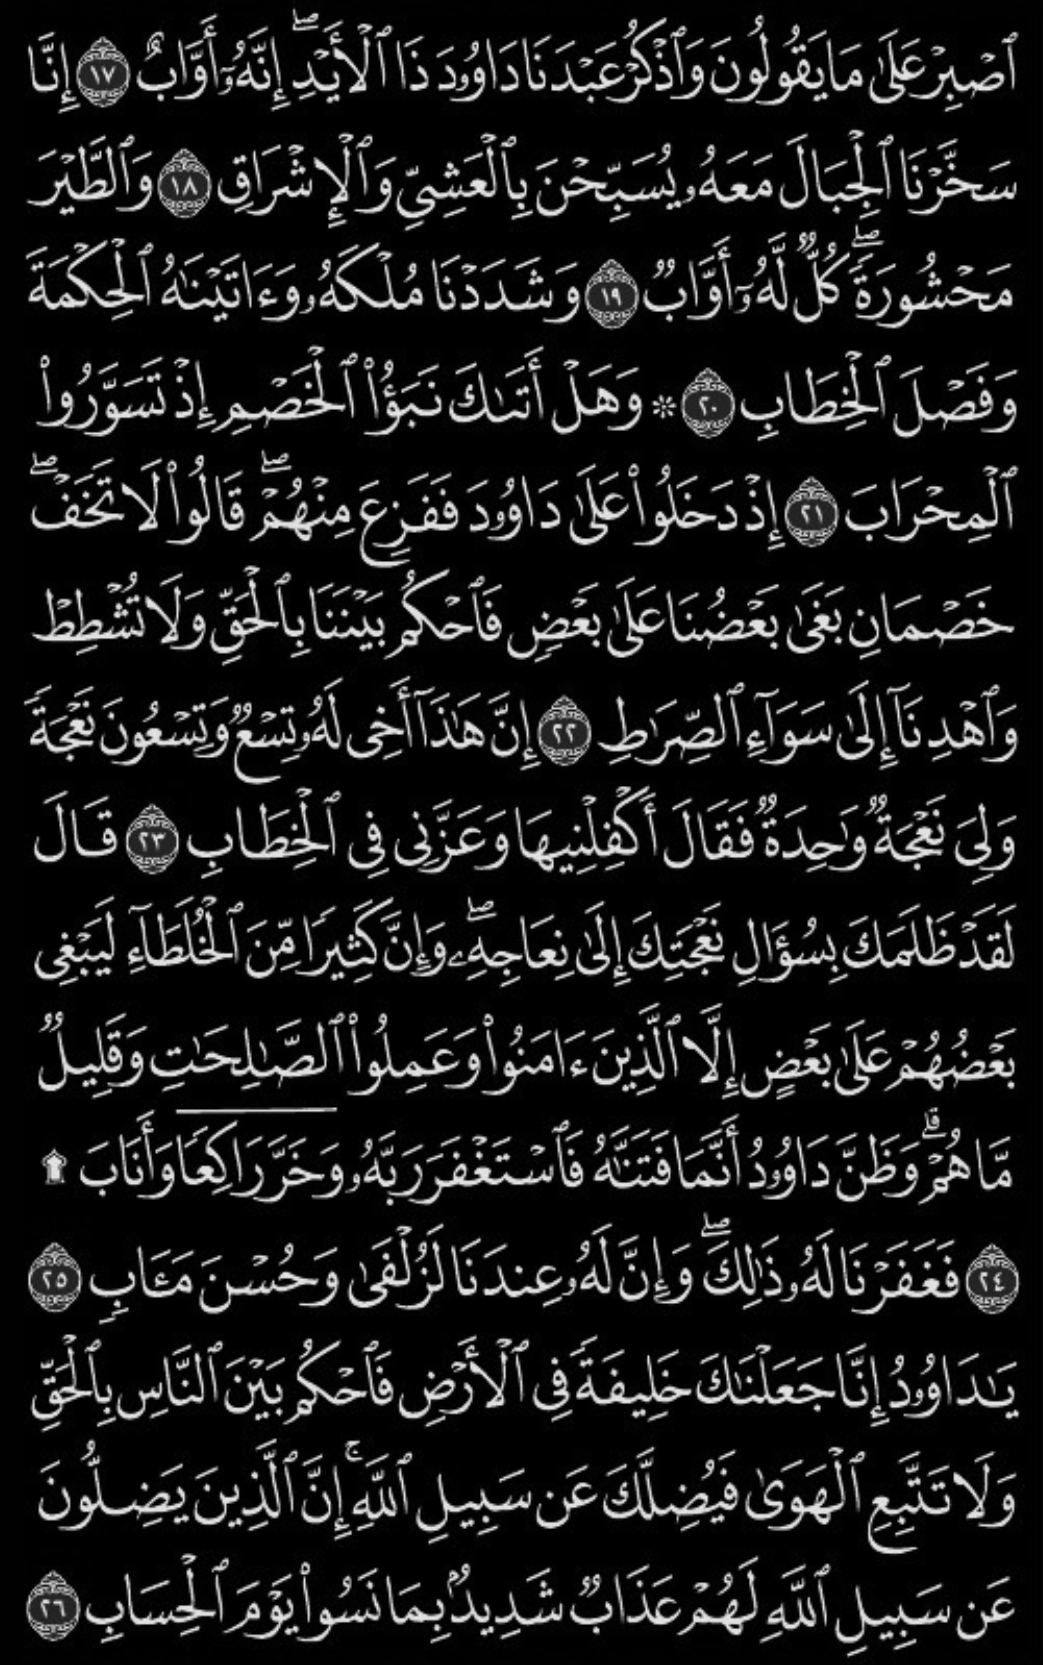 ٱصۡبِرۡ عَلَىٰ مَا يَقُولُونَ وَٱذۡكُرۡ عَبۡدَنَا دَاوُۥدَ ذَا ٱلۡأَيۡدِۖ إِنَّهُۥٓ أَوَّابٌ ١٧ إِنَّا
سَخَّرۡنَا ٱلۡجِبَالَ مَعَهُۥ يُسَبِّحۡنَ بِٱلۡعَشِيِّ وَٱلۡإِشۡرَاقِ ١٨ وَٱلطَّيۡرَ
مَحۡشُورَةٗۖ كُلّٞ لَّهُۥٓ أَوَّابٞ ١٩ وَشَدَدۡنَا مُلۡكَهُۥ وَءَاتَيۡنَٰهُ ٱلۡحِكۡمَةَ
وَفَصۡلَ ٱلۡخِطَابِ ٢٠ ۞ وَهَلۡ أَتَىٰكَ نَبَؤُاْ ٱلۡخَصۡمِ إِذۡ تَسَوَّرُواْ
ٱلۡمِحۡرَابَ ٢١ إِذۡ دَخَلُواْ عَلَىٰ دَاوُۥدَ فَفَزِعَ مِنۡهُمۡۖ قَالُواْ لَا تَخَفۡۖ
خَصۡمَانِ بَغَىٰ بَعۡضُنَا عَلَىٰ بَعۡضٖ فَٱحۡكُم بَيۡنَنَا بِٱلۡحَقِّ وَلَا تُشۡطِطۡ
وَٱهۡدِنَآ إِلَىٰ سَوَآءِ ٱلصِّرَٰطِ ٢٢ إِنَّ هَٰذَآ أَخِي لَهُۥ تِسۡعٞ وَتِسۡعُونَ نَعۡجَةٗ
وَلِيَ نَعۡجَةٞ وَٰحِدَةٞ فَقَالَ أَكۡفِلۡنِيهَا وَعَزَّنِي فِي ٱلۡخِطَابِ ٢٣ قَالَ
لَقَدۡ ظَلَمَكَ بِسُؤَالِ نَعۡجَتِكَ إِلَىٰ نِعَاجِهِۦۖ وَإِنَّ كَثِيرٗا مِّنَ ٱلۡخُلَطَآءِ لَيَبۡغِي
بَعۡضُهُمۡ عَلَىٰ بَعۡضٍ إِلَّا ٱلَّذِينَ ءَامَنُواْ وَعَمِلُواْ ٱلصَّٰلِحَٰتِ وَقَلِيلٞ
مَّا هُمۡۗ وَظَنَّ دَاوُۥدُ أَنَّمَا فَتَنَّٰهُ فَٱسۡتَغۡفَرَ رَبَّهُۥ وَخَرَّۤ رَاكِعٗاۤ وَأَنَابَ ۩
٢٤ فَغَفَرۡنَا لَهُۥ ذَٰلِكَۖ وَإِنَّ لَهُۥ عِندَنَا لَزُلۡفَىٰ وَحُسۡنَ مَـَٔابٖ ٢٥
يَٰدَاوُۥدُ إِنَّا جَعَلۡنَٰكَ خَلِيفَةٗ فِي ٱلۡأَرۡضِ فَٱحۡكُم بَيۡنَ ٱلنَّاسِ بِٱلۡحَقِّ
وَلَا تَتَّبِعِ ٱلۡهَوَىٰ فَيُضِلَّكَ عَن سَبِيلِ ٱللَّهِۚ إِنَّ ٱلَّذِينَ يَضِلُّونَ
عَن سَبِيلِ ٱللَّهِ لَهُمۡ عَذَابٞ شَدِيدُۢ بِمَا نَسُواْ يَوۡمَ ٱلۡحِسَابِ ٢٦